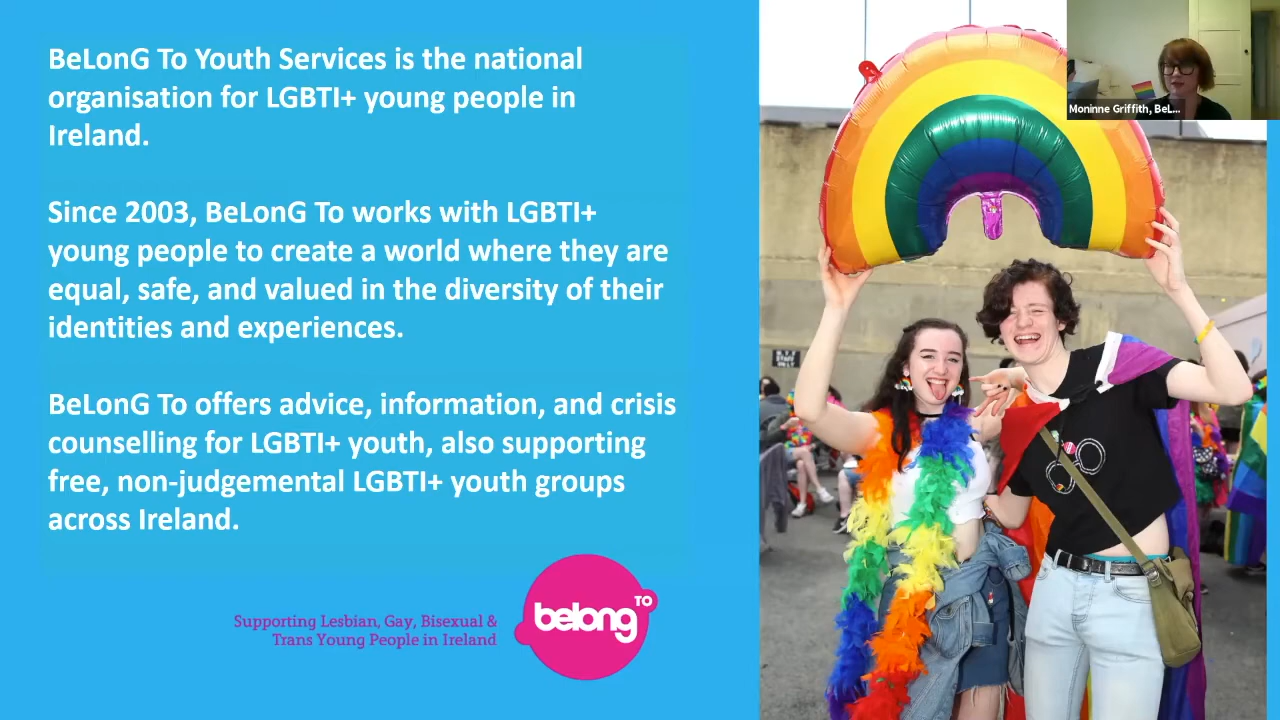 BeLonG To Youth Services is the national
organisation for LGBTI+ young people in
Ireland.
Since 2003, BeLonG To works with LGBTI+
young people to create a world where they are
equal, safe, and valued in the diversity of their
identities and experiences.
BeLonG To offers advice, information, and crisis
counselling for LGBTI+ youth, also supporting
free, non-judgemental LGBTI+ youth groups
across Ireland.
Supporting Lesbian, Gay, Bisexual &
Trans Young People in Ireland
belong TO
Moninne Griffith, BeL...